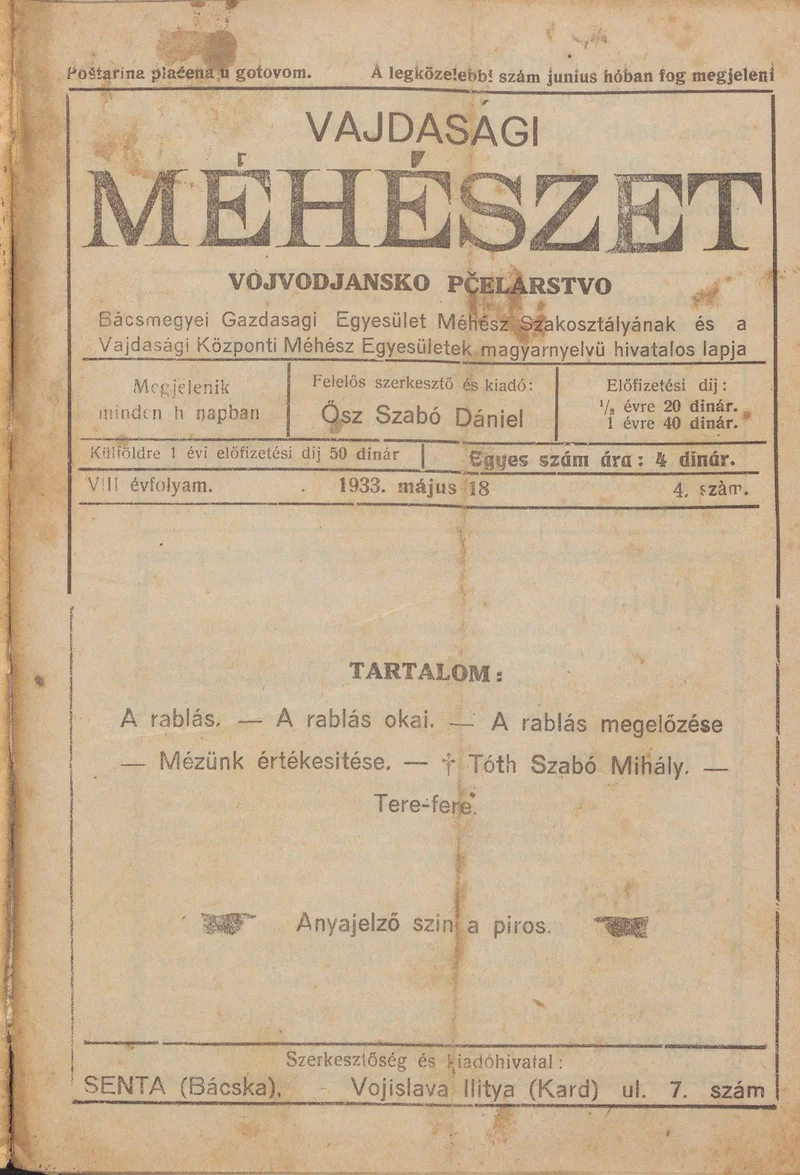 Poštarina plaćena u gotovom. A legközelebbi szám junius hóban fog megjeleni
VAJDASÁGI
MÉHÉSZET
VOJVODJANSKO PČELARSTVO
Bácsmegyei Gazdasagi Egyesület Méhész Szakosztályának és a
Vajdasági Központi Méhész Egyesületek magyarnyelvü hivatalos lapja
Megjelenik
minden h napban
Felelős szerkesztő és kiadó:
Ősz Szabó Dániel
Előfizetési dij:
1/2 évre 20 dinár.
1 évre 40 dinár.
Külföldre 1 évi előfizetési dij 50 dinár
Egyes szám ára: 4 dinár.
VIII évfolyam. 1933. május 18 4. szàm.
TARTALOM:
A rablás. — A rablás okai. — A rablás megelőzése
— Mézünk értékesitése. — † Tóth Szabó Mihály. —
Tere-fere.
Anyajelző szin a piros.
Szerkesztőség és kiadóhivatal:
SENTA (Bácska), - Vojislava Ilitya (Kard) ul. 7. szám